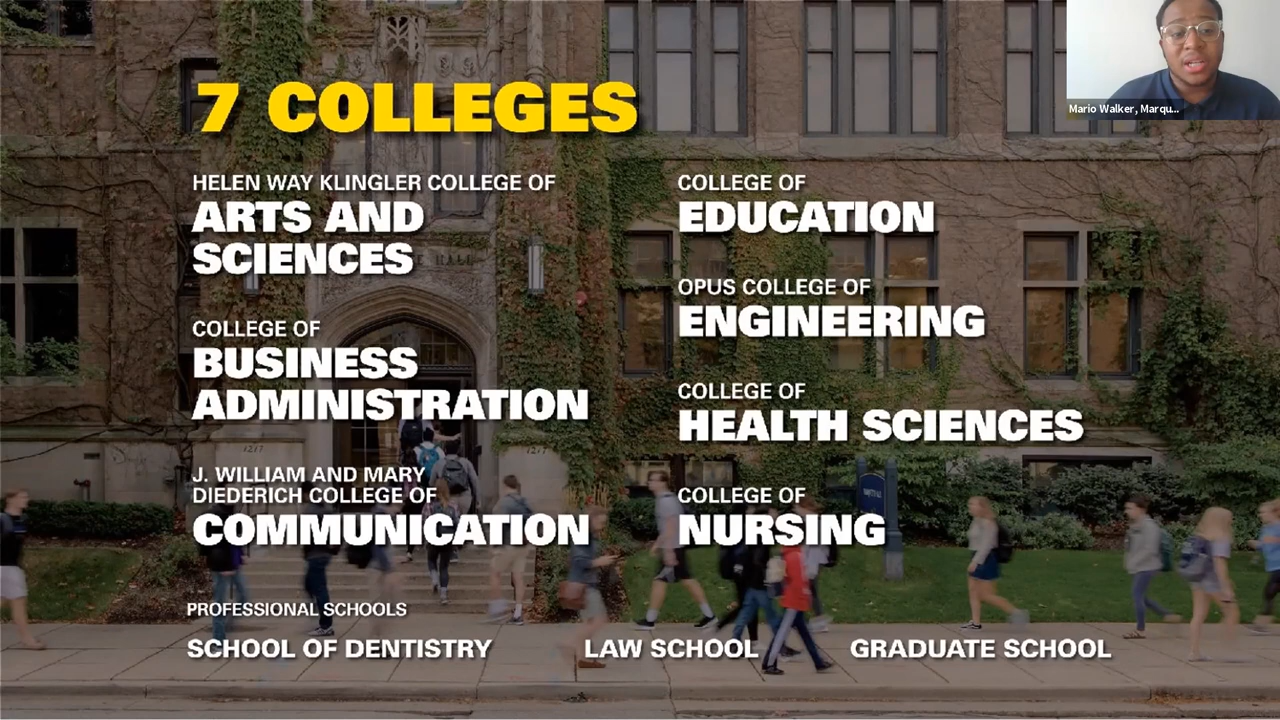 7 COLLEGES
HELEN WAY KLINGLER COLLEGE OF
ARTS AND
SCIENCES
COLLEGE OF
BUSINESS
ADMINISTRATION
J. WILLIAM AND MARY
DIEDERICH COLLEGE OF
COMMUNICATION
COLLEGE OF
EDUCATION
OPUS COLLEGE OF
ENGINEERING
COLLEGE OF
HEALTH SCIENCES
COLLEGE OF
NURSING
PROFESSIONAL SCHOOLS
SCHOOL OF DENTISTRY
LAW SCHOOL
GRADUATE SCHOOL
Mario Walker, Marqu...
1217
1217